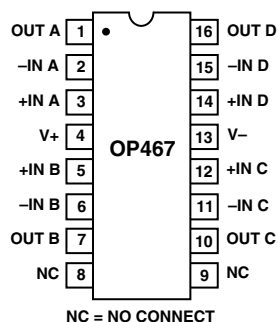 OUT A 1 16 OUT D
–IN A 2 15 –IN D
+IN A 3 14 +IN D
V+ 4 13 V–
OP467
+IN B 5 12 +IN C
–IN B 6 11 –IN C
OUT B 7 10 OUT C
NC 8 9 NC
NC = NO CONNECT